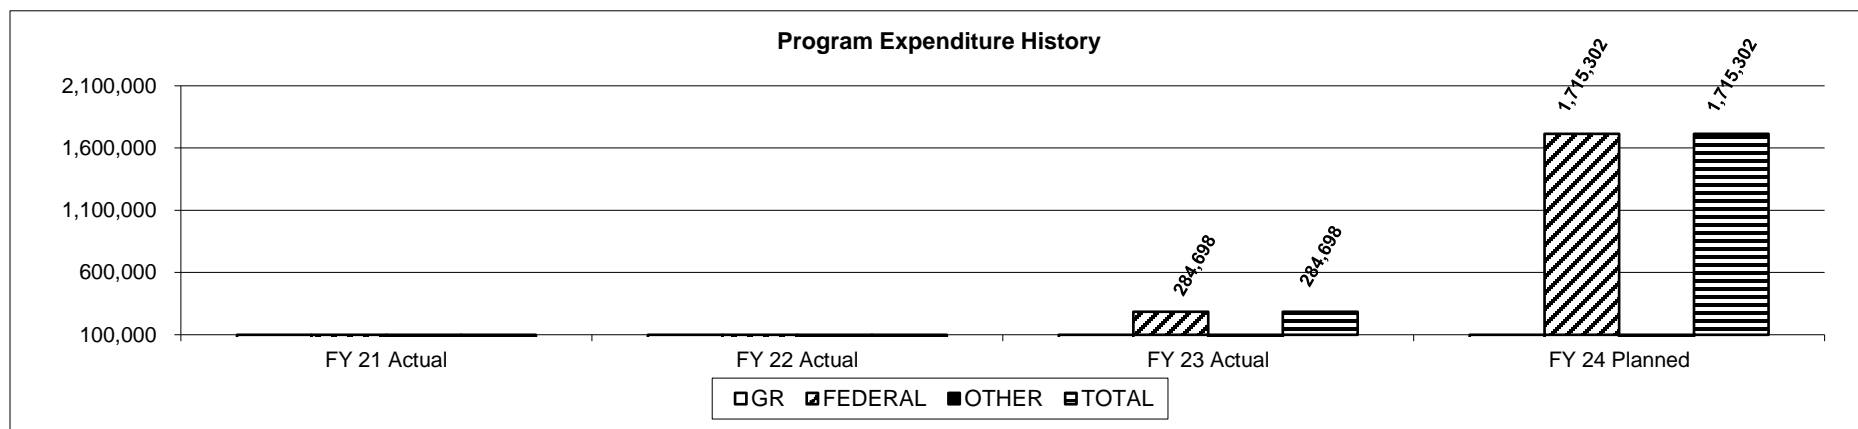 Program Expenditure History
2,100,000
1,600,000
1,100,000
600,000
100,000
284,698
284,698
1,715,302
1,715,302
FY 21 Actual
FY 22 Actual
FY 23 Actual
FY 24 Planned
GR FEDERAL OTHER TOTAL